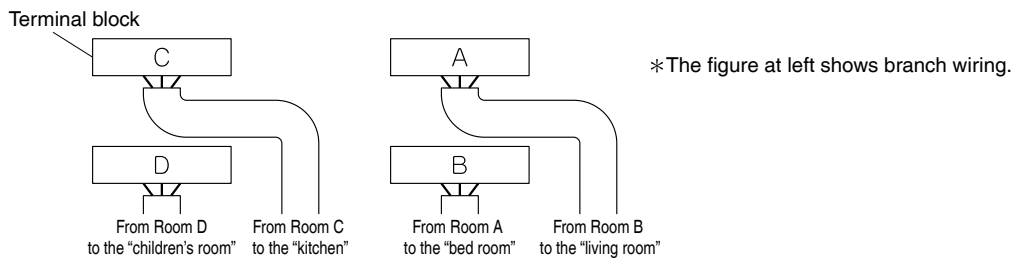 Terminal block
C
A
＊The figure at left shows branch wiring.
D
B
From Room D
to the “children’s room”
From Room C
to the “kitchen”
From Room A
to the “bed room”
From Room B
to the “living room”